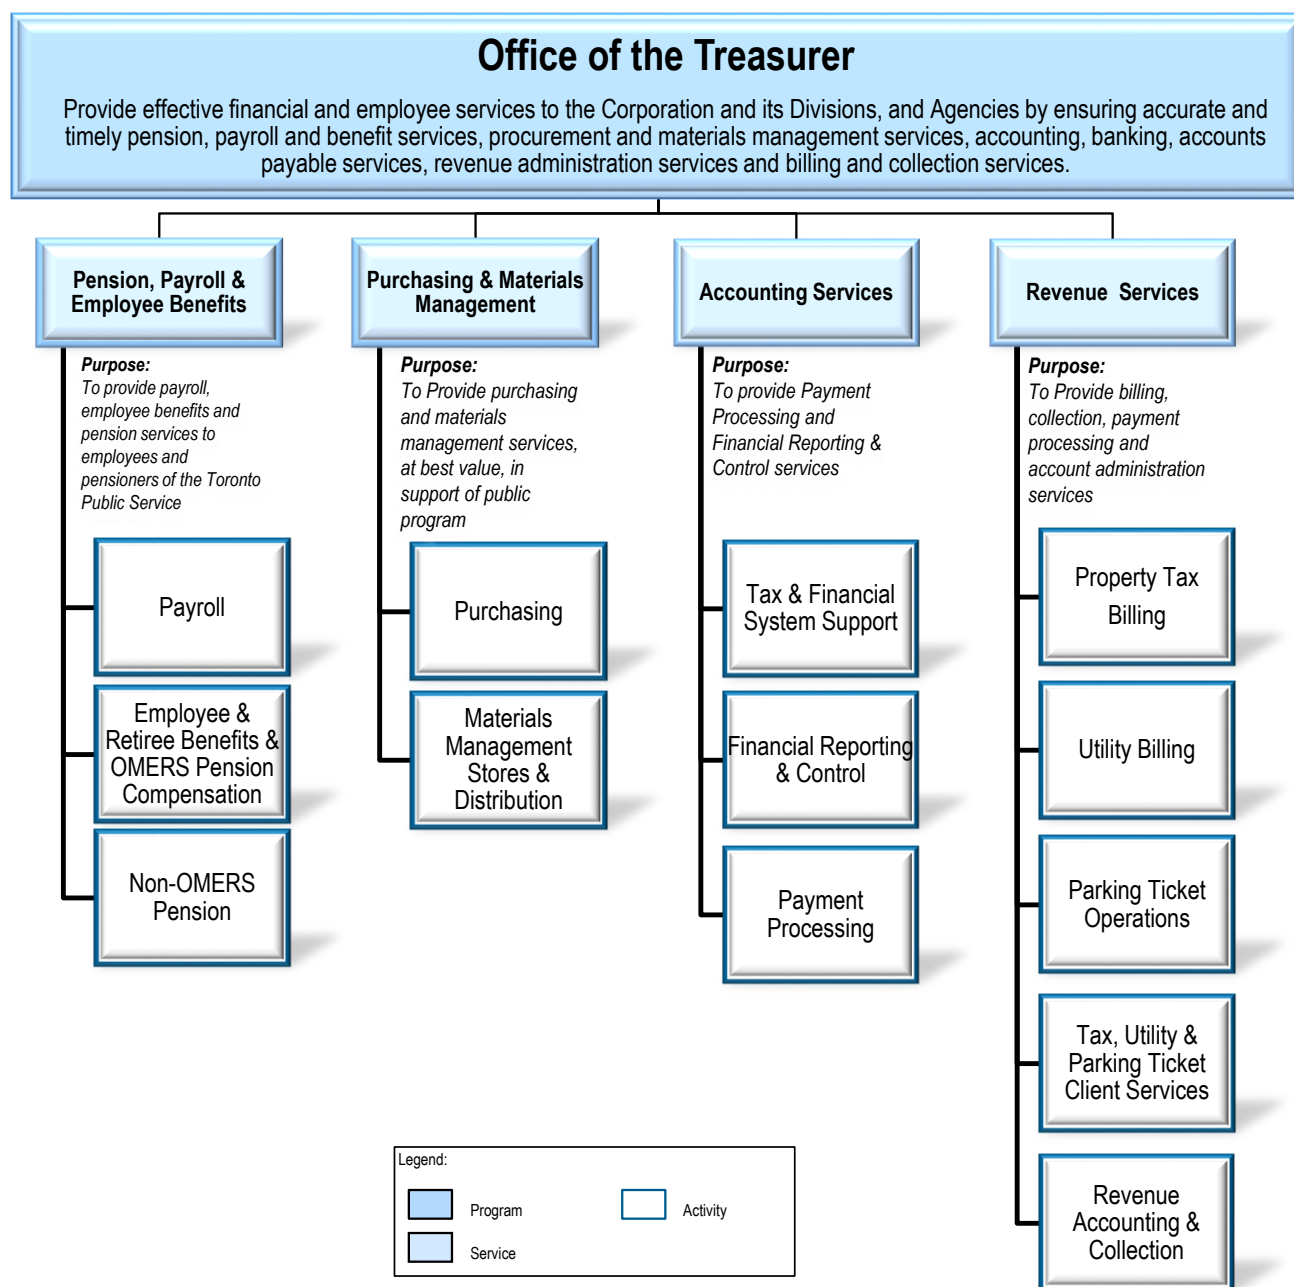 Office of the Treasurer
Provide effective financial and employee services to the Corporation and its Divisions, and Agencies by ensuring accurate and
timely pension, payroll and benefit services, procurement and materials management services, accounting, banking, accounts
payable services, revenue administration services and billing and collection services.
Pension, Payroll &
Employee Benefits
Purpose:
To provide payroll,
employee benefits and
pension services to
employees and
pensioners of the Toronto
Public Service
Payroll
Employee &
Retiree Benefits &
OMERS Pension
Compensation
Non-OMERS
Pension
Purchasing & Materials
Management
Purpose:
To Provide purchasing
and materials
management services,
at best value, in
support of public
program
Purchasing
Materials
Management
Stores &
Distribution
Accounting Services
Purpose:
To provide Payment
Processing and
Financial Reporting &
Control services
Tax & Financial
System Support
Financial Reporting
& Control
Payment
Processing
Revenue Services
Purpose:
To Provide billing,
collection, payment
processing and
account administration
services
Property Tax
Billing
Utility Billing
Parking Ticket
Operations
Tax, Utility &
Parking Ticket
Client Services
Revenue
Accounting &
Collection
Legend:
Program
Activity
Service